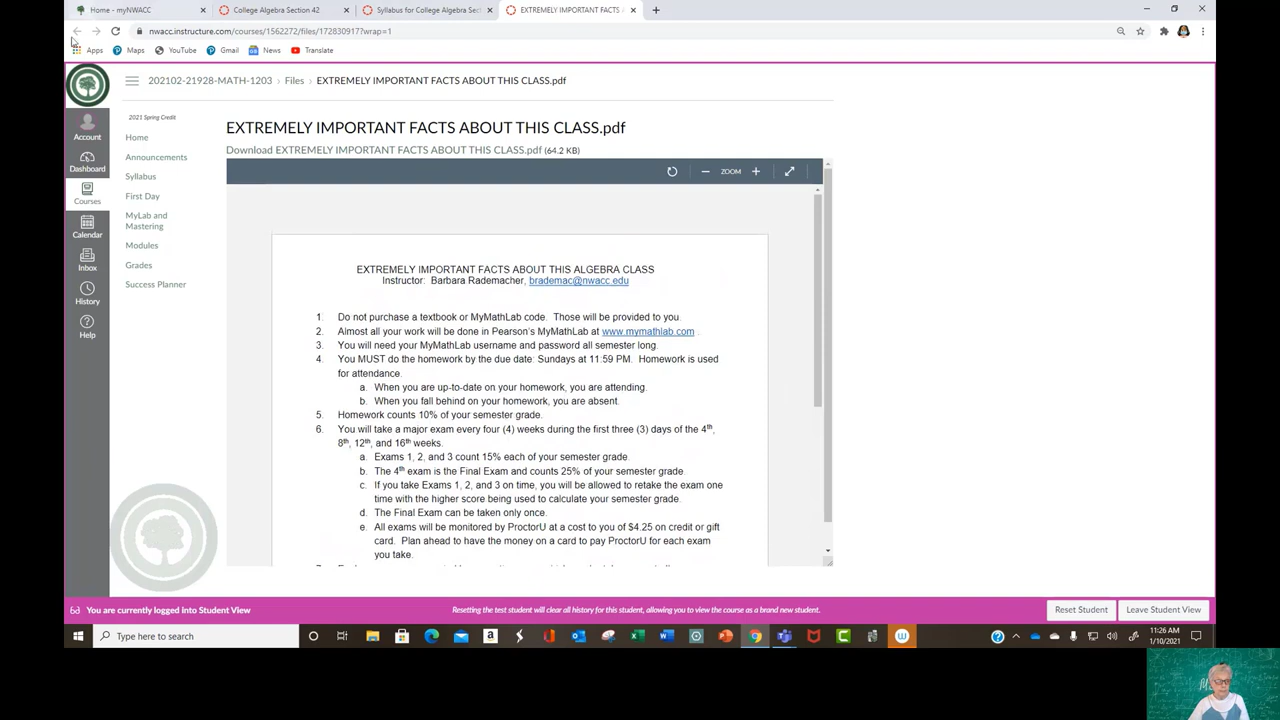 Home - myNWACC
College Algebra Section 42
Syllabus for College Algebra Sec
EXTREMELY IMPORTANT FACTS A
nwacc.instructure.com/courses/1562272/files/172830917?wrap=1
Apps
Maps
YouTube
Gmail
News
Translate
202102-21928-MATH-1203 › Files › EXTREMELY IMPORTANT FACTS ABOUT THIS CLASS.pdf
Account
Dashboard
Courses
Calendar
Inbox
History
Help
2021 Spring Credit
Home
Announcements
Syllabus
First Day
MyLab and
Mastering
Modules
Grades
Success Planner
EXTREMELY IMPORTANT FACTS ABOUT THIS CLASS.pdf
Download EXTREMELY IMPORTANT FACTS ABOUT THIS CLASS.pdf (64.2 KB)
ZOOM
EXTREMELY IMPORTANT FACTS ABOUT THIS ALGEBRA CLASS
Instructor: Barbara Rademacher, brademac@nwacc.edu
1. Do not purchase a textbook or MyMathLab code. Those will be provided to you.
2. Almost all your work will be done in Pearson's MyMathLab at www.mymathlab.com .
3. You will need your MyMathLab username and password all semester long.
4. You MUST do the homework by the due date: Sundays at 11:59 PM. Homework is used
for attendance.
a. When you are up-to-date on your homework, you are attending.
b. When you fall behind on your homework, you are absent.
5. Homework counts 10% of your semester grade.
6. You will take a major exam every four (4) weeks during the first three (3) days of the 4th,
8th, 12th, and 16th weeks.
a. Exams 1, 2, and 3 count 15% each of your semester grade.
b. The 4th exam is the Final Exam and counts 25% of your semester grade.
c. If you take Exams 1, 2, and 3 on time, you will be allowed to retake the exam one
time with the higher score being used to calculate your semester grade.
d. The Final Exam can be taken only once.
e. All exams will be monitored by ProctorU at a cost to you of $4.25 on credit or gift
card. Plan ahead to have the money on a card to pay ProctorU for each exam
you take.
You are currently logged into Student View
Resetting the test student will clear all history for this student, allowing you to view the course as a brand new student.
Reset Student
Leave Student View
Type here to search
11:26 AM
1/10/2021